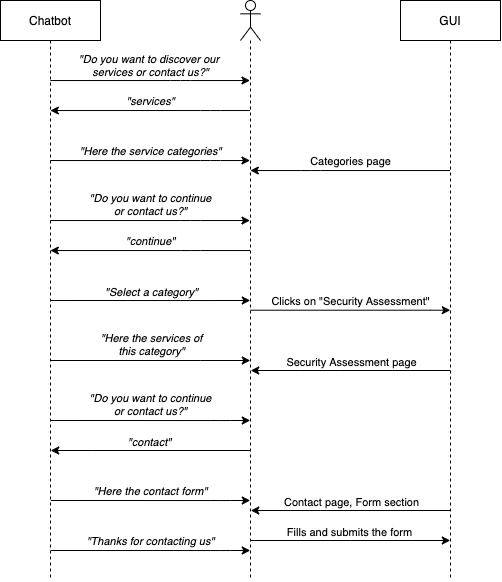 Chatbot
GUI
"Do you want to discover our
services or contact us?"
"services"
"Here the service categories"
Categories page
"Do you want to continue
or contact us?"
"continue"
"Select a category"
Clicks on "Security Assessment"
"Here the services of
this category"
Security Assessment page
"Do you want to continue
or contact us?"
"contact"
"Here the contact form"
Contact page, Form section
Fills and submits the form
"Thanks for contacting us"